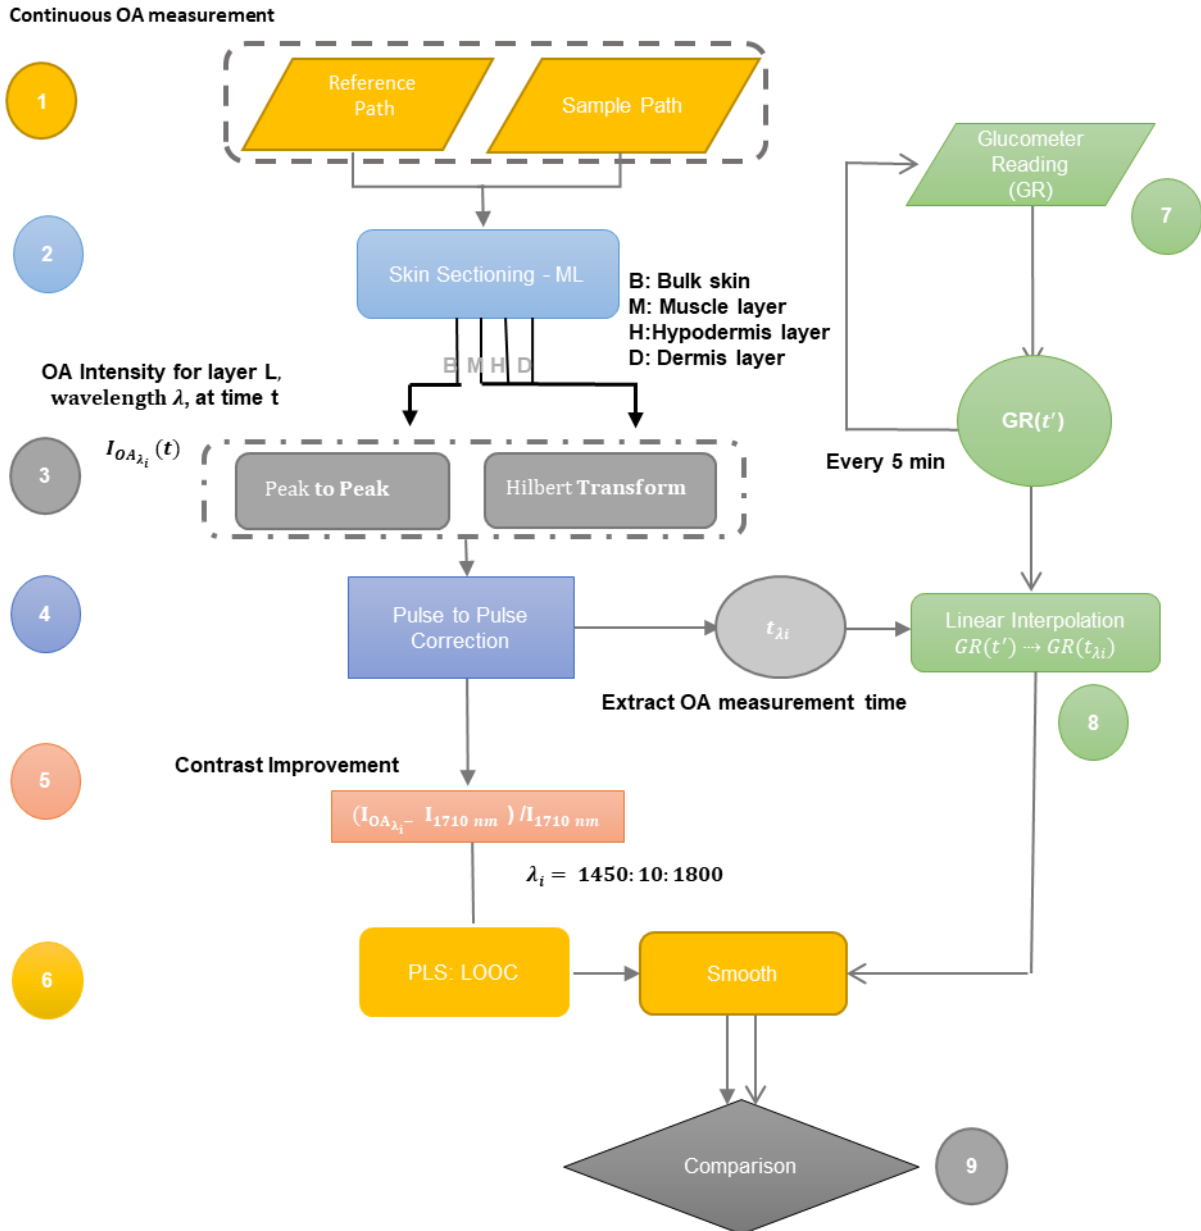 Continuous OA measurement
1
Reference
Path
Sample Path
Glucometer
Reading
(GR)
7
2
Skin Sectioning - ML
B: Bulk skin
M: Muscle layer
H:Hypodermis layer
D: Dermis layer
B M H D
OA Intensity for layer L,
wavelength λ, at time t
3
I_{OA_{λ_i}}(t)
Peak to Peak
Hilbert Transform
GR(t′)
Every 5 min
4
Pulse to Pulse
Correction
t_{λi}
Linear Interpolation
GR(t′) ⇢ GR(t_{λi})
Extract OA measurement time
8
5
Contrast Improvement
(I_{OA_{λ_i}} − I_{1710 nm} ) /I_{1710 nm}
λ_i = 1450: 10: 1800
6
PLS: LOOC
Smooth
Comparison
9